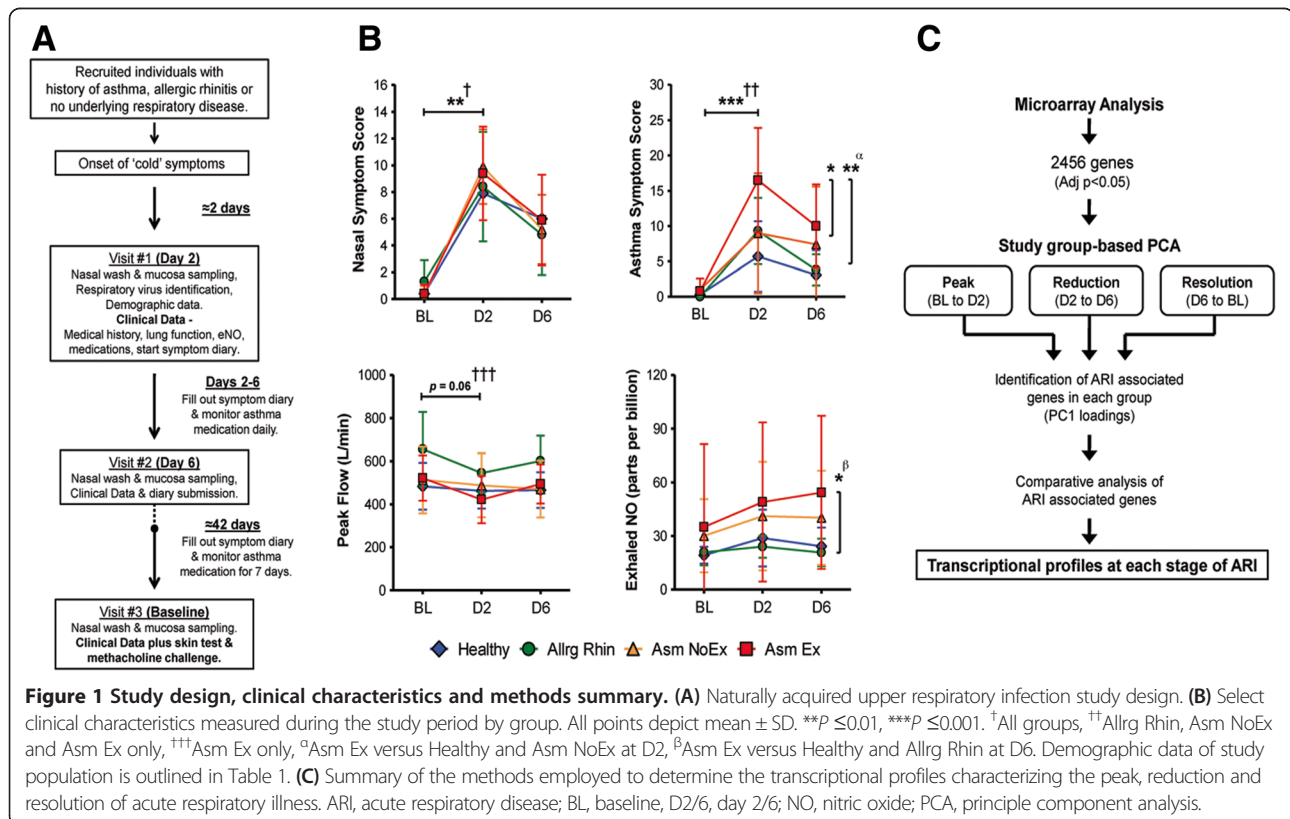 A
Recruited individuals with
history of asthma, allergic rhinitis or
no underlying respiratory disease.
Onset of ‘cold’ symptoms
≈2 days
Visit #1 (Day 2)
Nasal wash & mucosa sampling,
Respiratory virus identification,
Demographic data.
Clinical Data -
Medical history, lung function, eNO,
medications, start symptom diary.
Days 2-6
Fill out symptom diary
& monitor asthma
medication daily.
Visit #2 (Day 6)
Nasal wash & mucosa sampling,
Clinical Data & diary submission.
≈42 days
Fill out symptom diary
& monitor asthma
medication for 7 days.
Visit #3 (Baseline)
Nasal wash & mucosa sampling.
Clinical Data plus skin test &
methacholine challenge.
B
Nasal Symptom Score
16
14
12
10
8
6
4
2
0
**†
BL D2 D6
Asthma Symptom Score
30
25
20
15
10
5
0
***††
* **α
BL D2 D6
Peak Flow (L/min)
1000
800
600
400
200
0
p = 0.06 †††
BL D2 D6
Exhaled NO (parts per billion)
120
90
60
30
0
*β
BL D2 D6
Healthy Allrg Rhin Asm NoEx Asm Ex
C
Microarray Analysis
2456 genes
(Adj p<0.05)
Study group-based PCA
Peak
(BL to D2)
Reduction
(D2 to D6)
Resolution
(D6 to BL)
Identification of ARI associated
genes in each group
(PC1 loadings)
Comparative analysis of
ARI associated genes
Transcriptional profiles at each stage of ARI
Figure 1 Study design, clinical characteristics and methods summary. (A) Naturally acquired upper respiratory infection study design. (B) Select
clinical characteristics measured during the study period by group. All points depict mean ± SD. **P ≤0.01, ***P ≤0.001. †All groups, ††Allrg Rhin, Asm NoEx
and Asm Ex only, †††Asm Ex only, αAsm Ex versus Healthy and Asm NoEx at D2, βAsm Ex versus Healthy and Allrg Rhin at D6. Demographic data of study
population is outlined in Table 1. (C) Summary of the methods employed to determine the transcriptional profiles characterizing the peak, reduction and
resolution of acute respiratory illness. ARI, acute respiratory disease; BL, baseline, D2/6, day 2/6; NO, nitric oxide; PCA, principle component analysis.